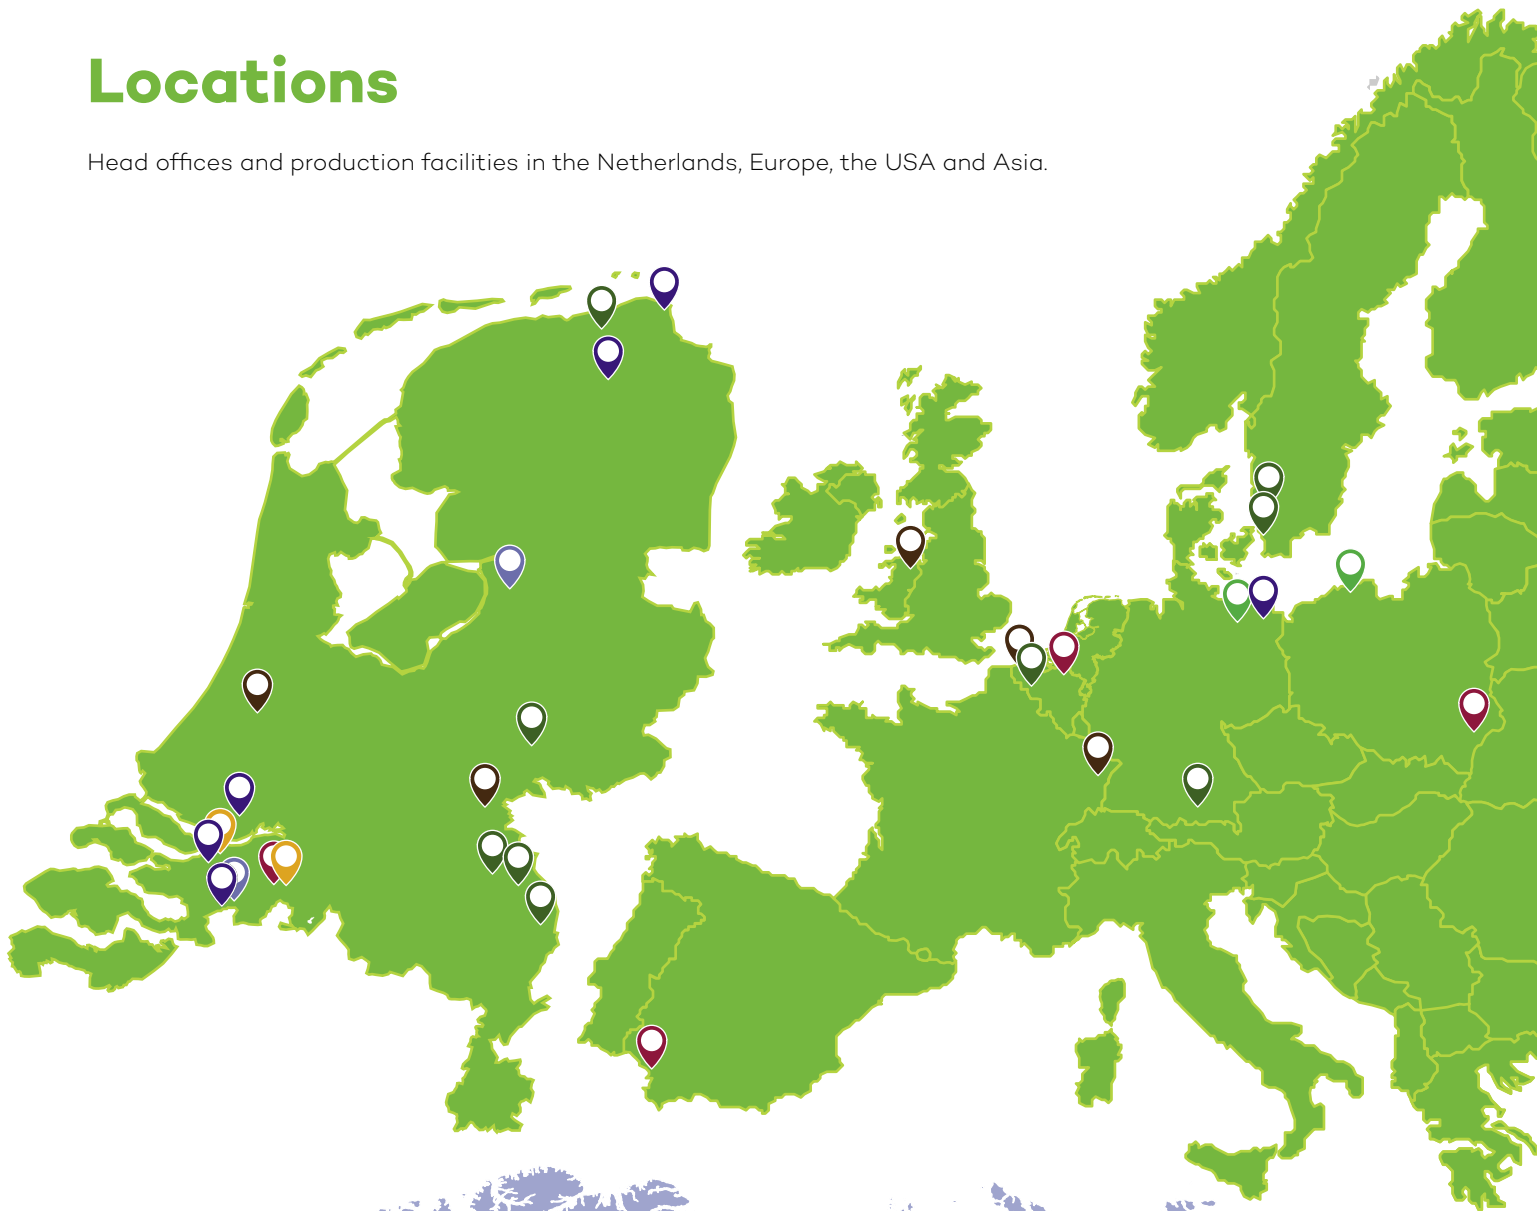 Locations
Head offices and production facilities in the Netherlands, Europe, the USA and Asia.